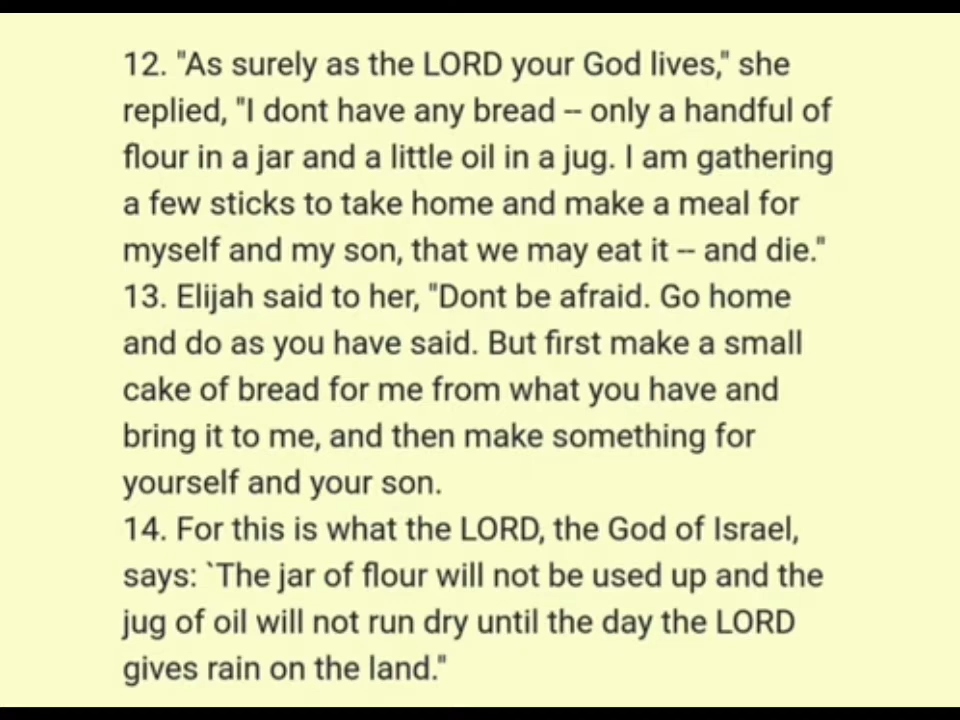 12. "As surely as the LORD your God lives," she
replied, "I dont have any bread -- only a handful of
flour in a jar and a little oil in a jug. I am gathering
a few sticks to take home and make a meal for
myself and my son, that we may eat it -- and die."
13. Elijah said to her, "Dont be afraid. Go home
and do as you have said. But first make a small
cake of bread for me from what you have and
bring it to me, and then make something for
yourself and your son.
14. For this is what the LORD, the God of Israel,
says: `The jar of flour will not be used up and the
jug of oil will not run dry until the day the LORD
gives rain on the land."